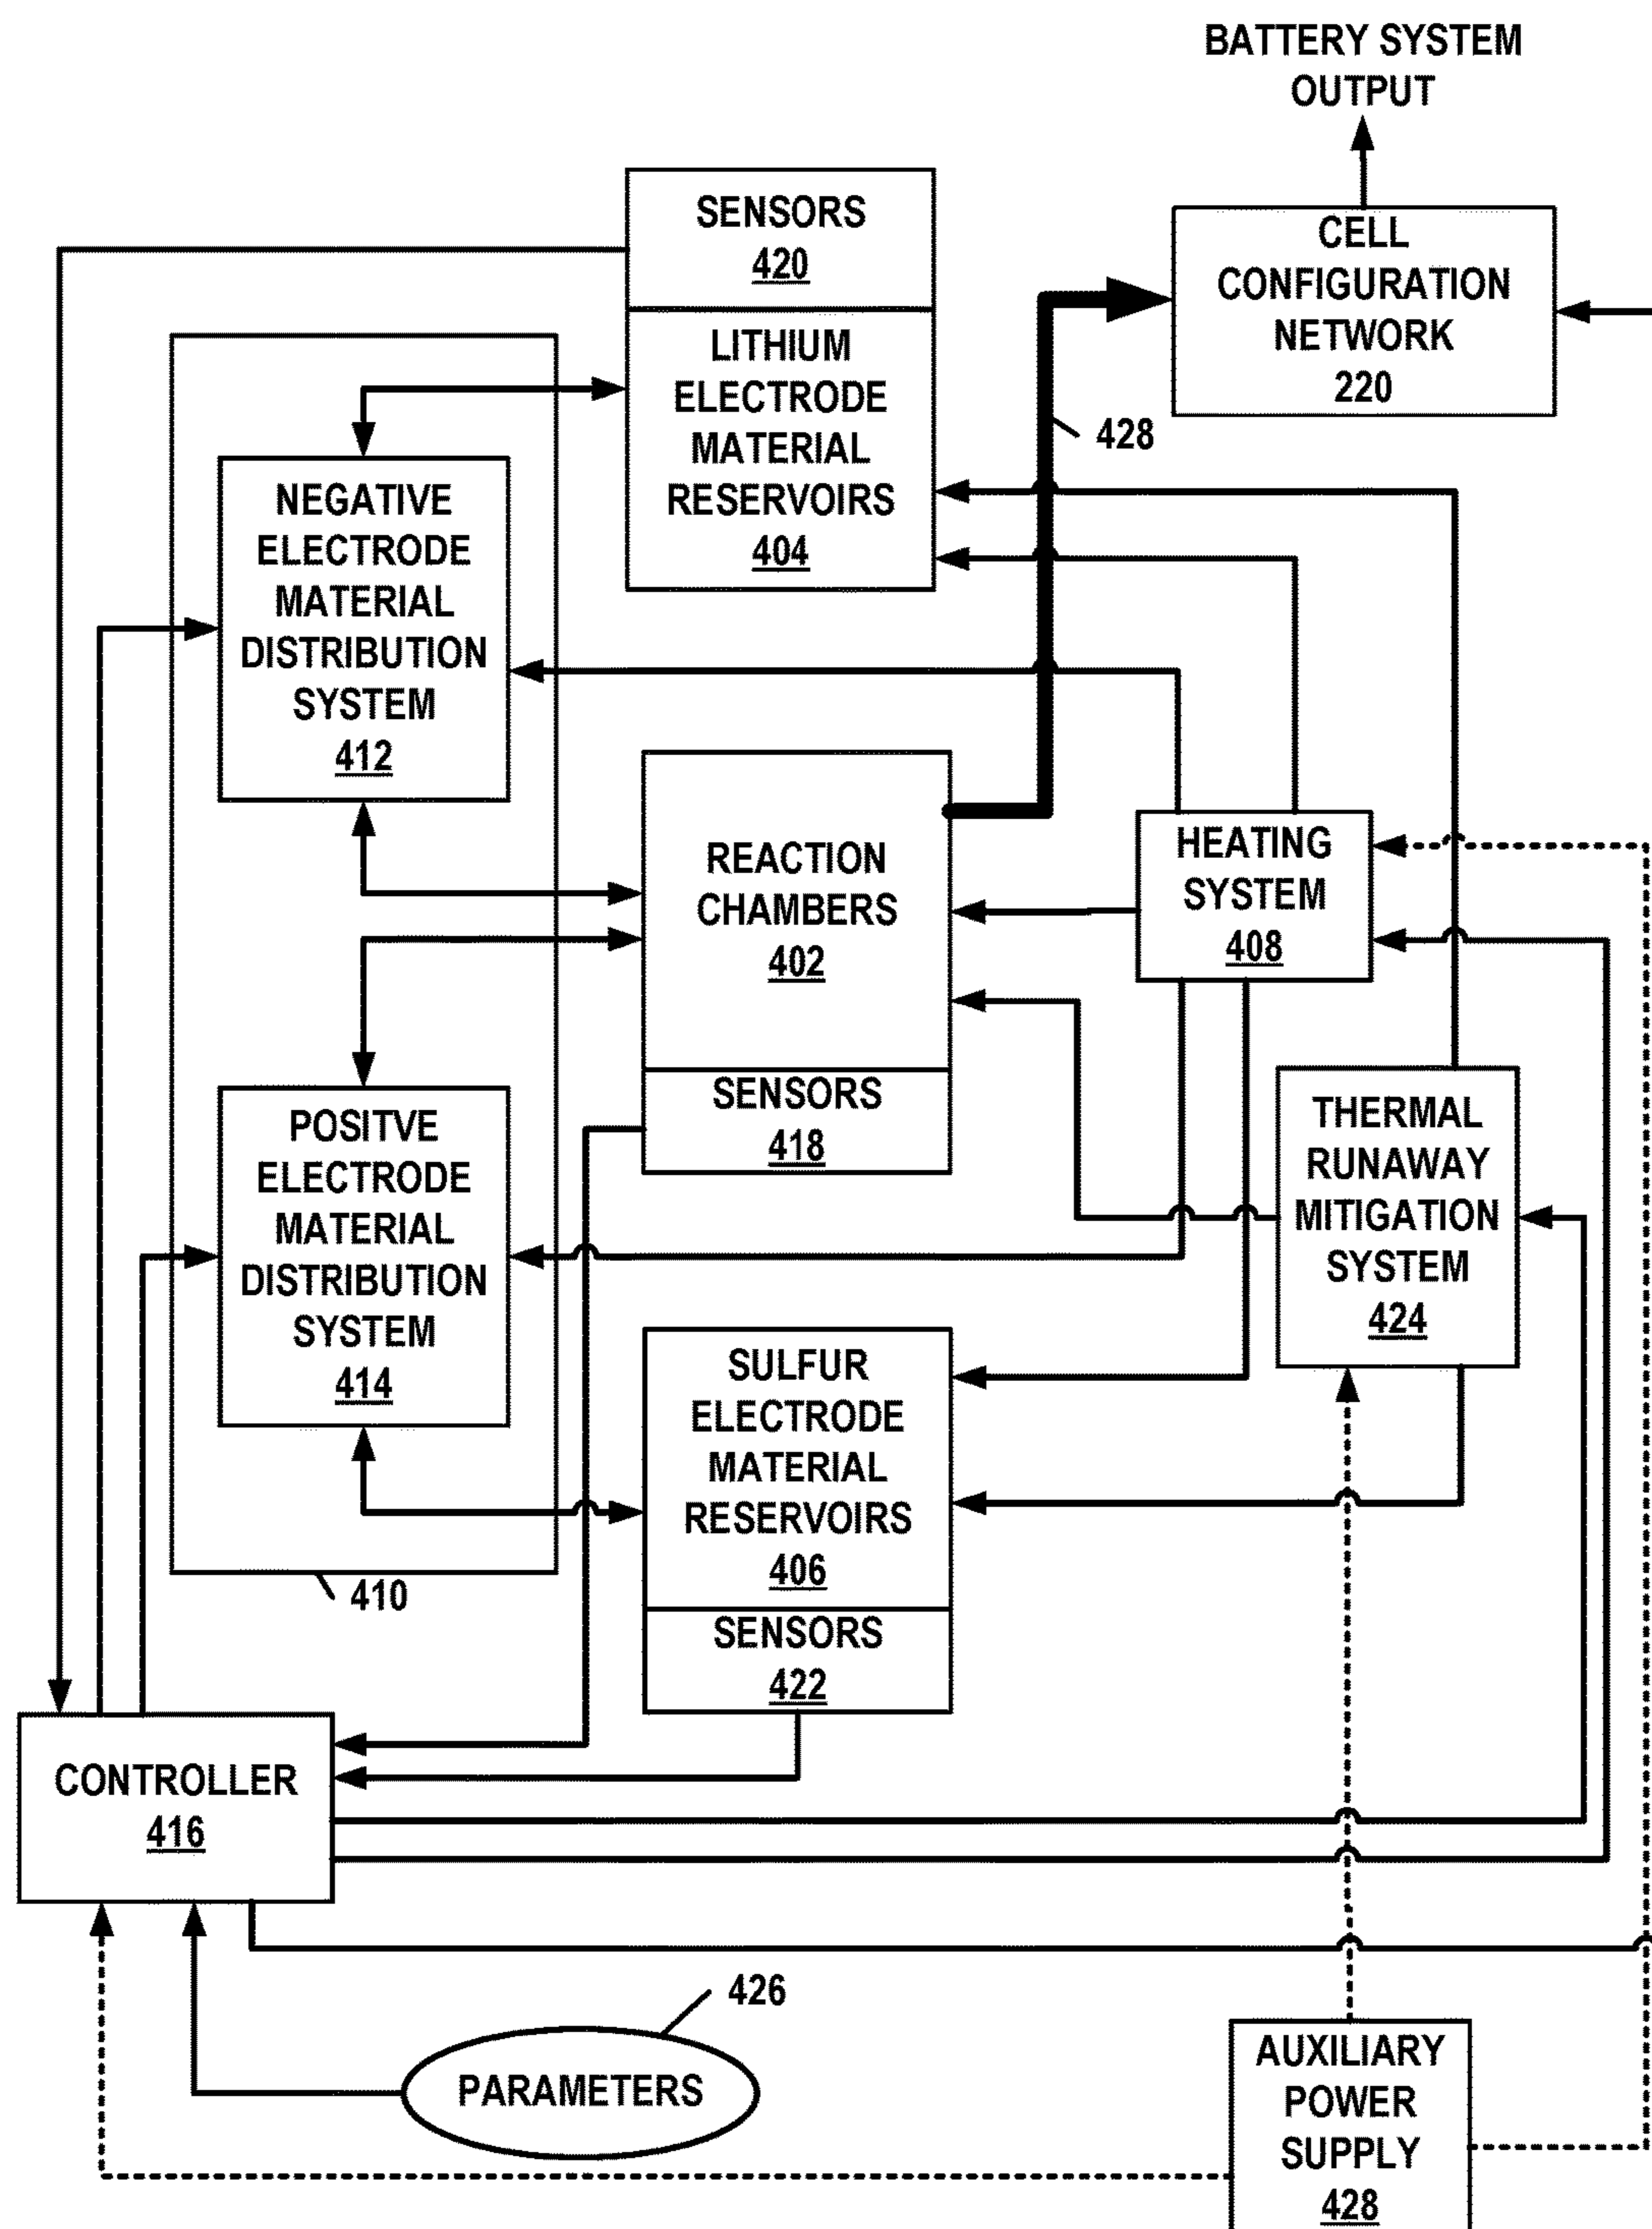 BATTERY SYSTEM
OUTPUT
SENSORS
420
CELL
CONFIGURATION
NETWORK
220
LITHIUM
ELECTRODE
MATERIAL
RESERVOIRS
404
428
NEGATIVE
ELECTRODE
MATERIAL
DISTRIBUTION
SYSTEM
412
REACTION
CHAMBERS
402
HEATING
SYSTEM
408
SENSORS
418
THERMAL
RUNAWAY
MITIGATION
SYSTEM
424
POSITVE
ELECTRODE
MATERIAL
DISTRIBUTION
SYSTEM
414
SULFUR
ELECTRODE
MATERIAL
RESERVOIRS
406
410
SENSORS
422
CONTROLLER
416
426
PARAMETERS
AUXILIARY
POWER
SUPPLY
428